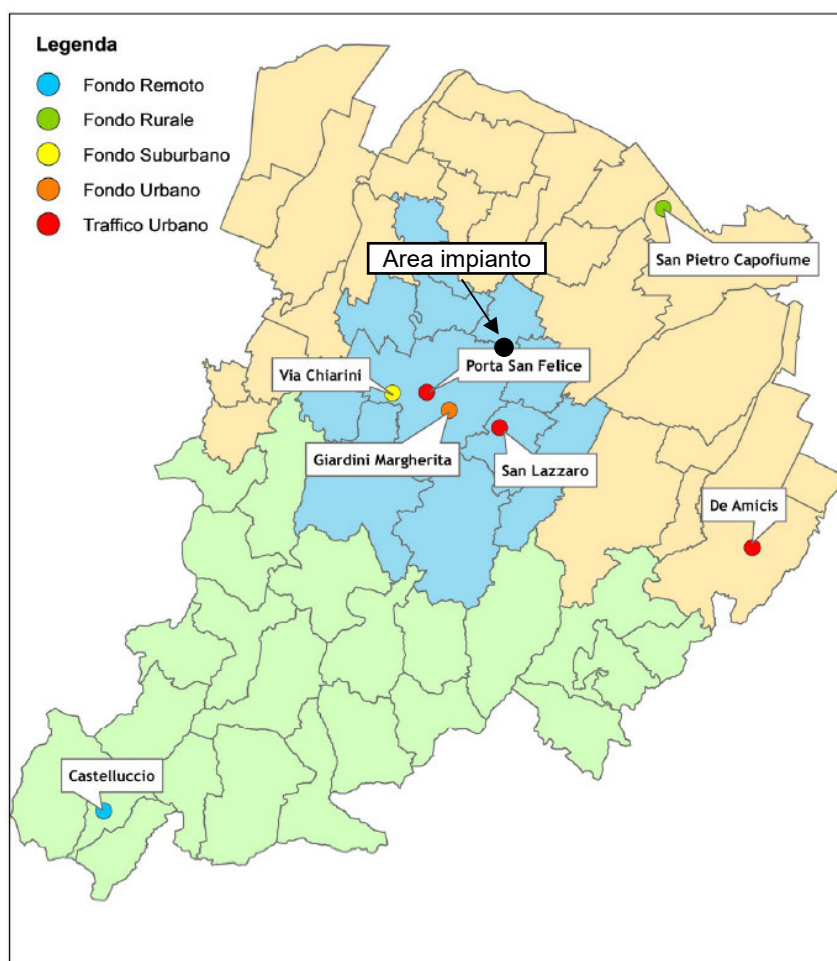 Legenda
Fondo Remoto
Fondo Rurale
Fondo Suburbano
Fondo Urbano
Traffico Urbano
San Pietro Capofiume
Area impianto
Porta San Felice
Via Chiarini
Giardini Margherita
San Lazzaro
De Amicis
Castelluccio